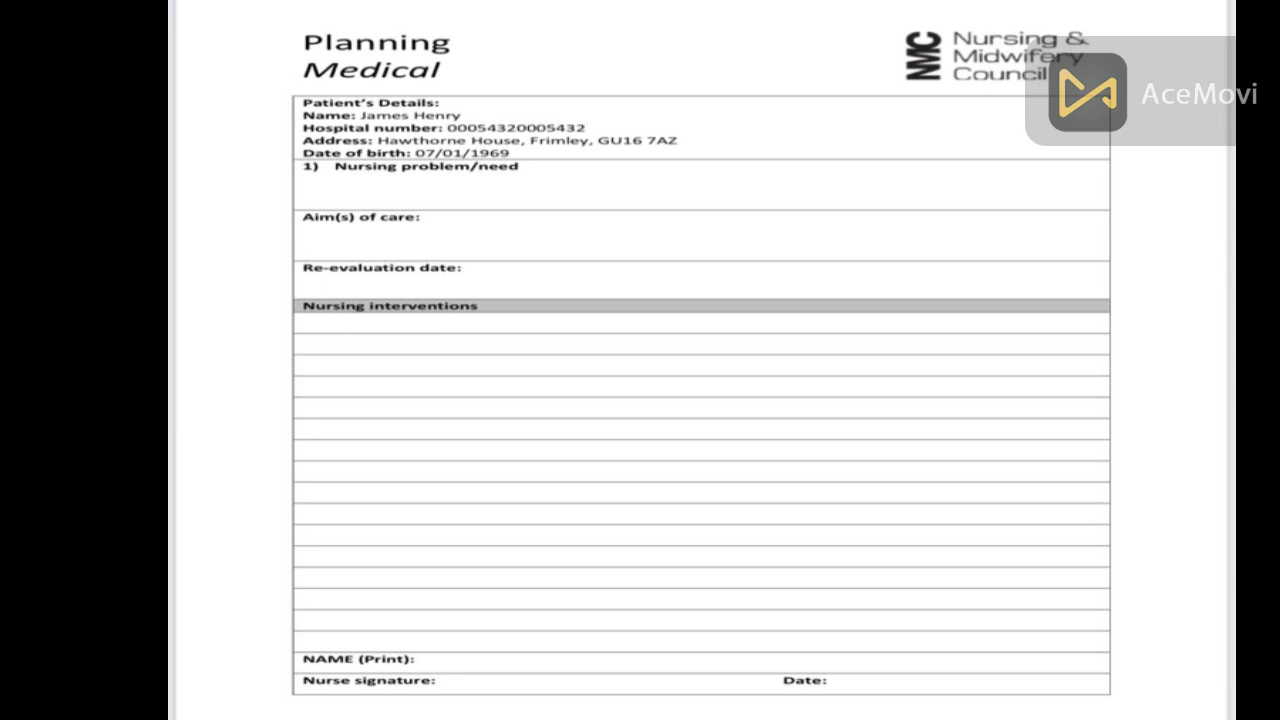 Planning
Medical
NMC Nursing &
Midwifery
Council
AceMovi
Patient's Details:
Name: James Henry
Hospital number: 00054320005432
Address: Hawthorne House, Frimley, GU16 7AZ
Date of birth: 07/01/1969
1) Nursing problem/need
Aim(s) of care:
Re-evaluation date:
Nursing interventions
NAME (Print):
Nurse signature: Date: